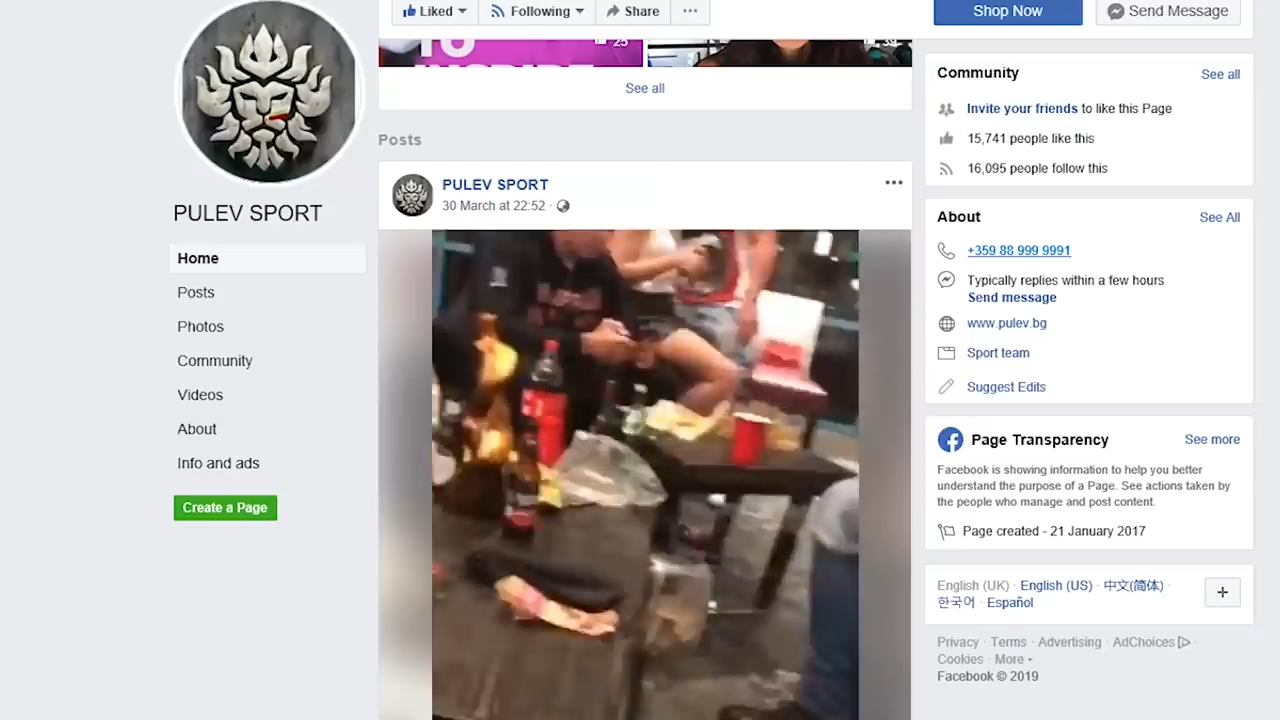 Liked
Following
Share
Shop Now
Send Message
TO
25
See all
Posts
PULEV SPORT
30 March at 22:52
PULEV SPORT
Home
Posts
Photos
Community
Videos
About
Info and ads
Create a Page
Community
See all
Invite your friends to like this Page
15,741 people like this
16,095 people follow this
About
See All
+359 88 999 9991
Typically replies within a few hours
Send message
www.pulev.bg
Sport team
Suggest Edits
Page Transparency
See more
Facebook is showing information to help you better
understand the purpose of a Page. See actions taken by
the people who manage and post content.
Page created - 21 January 2017
English (UK) · English (US) · 中文(简体) ·
한국어 · Español
Privacy · Terms · Advertising · AdChoices ·
Cookies · More
Facebook © 2019